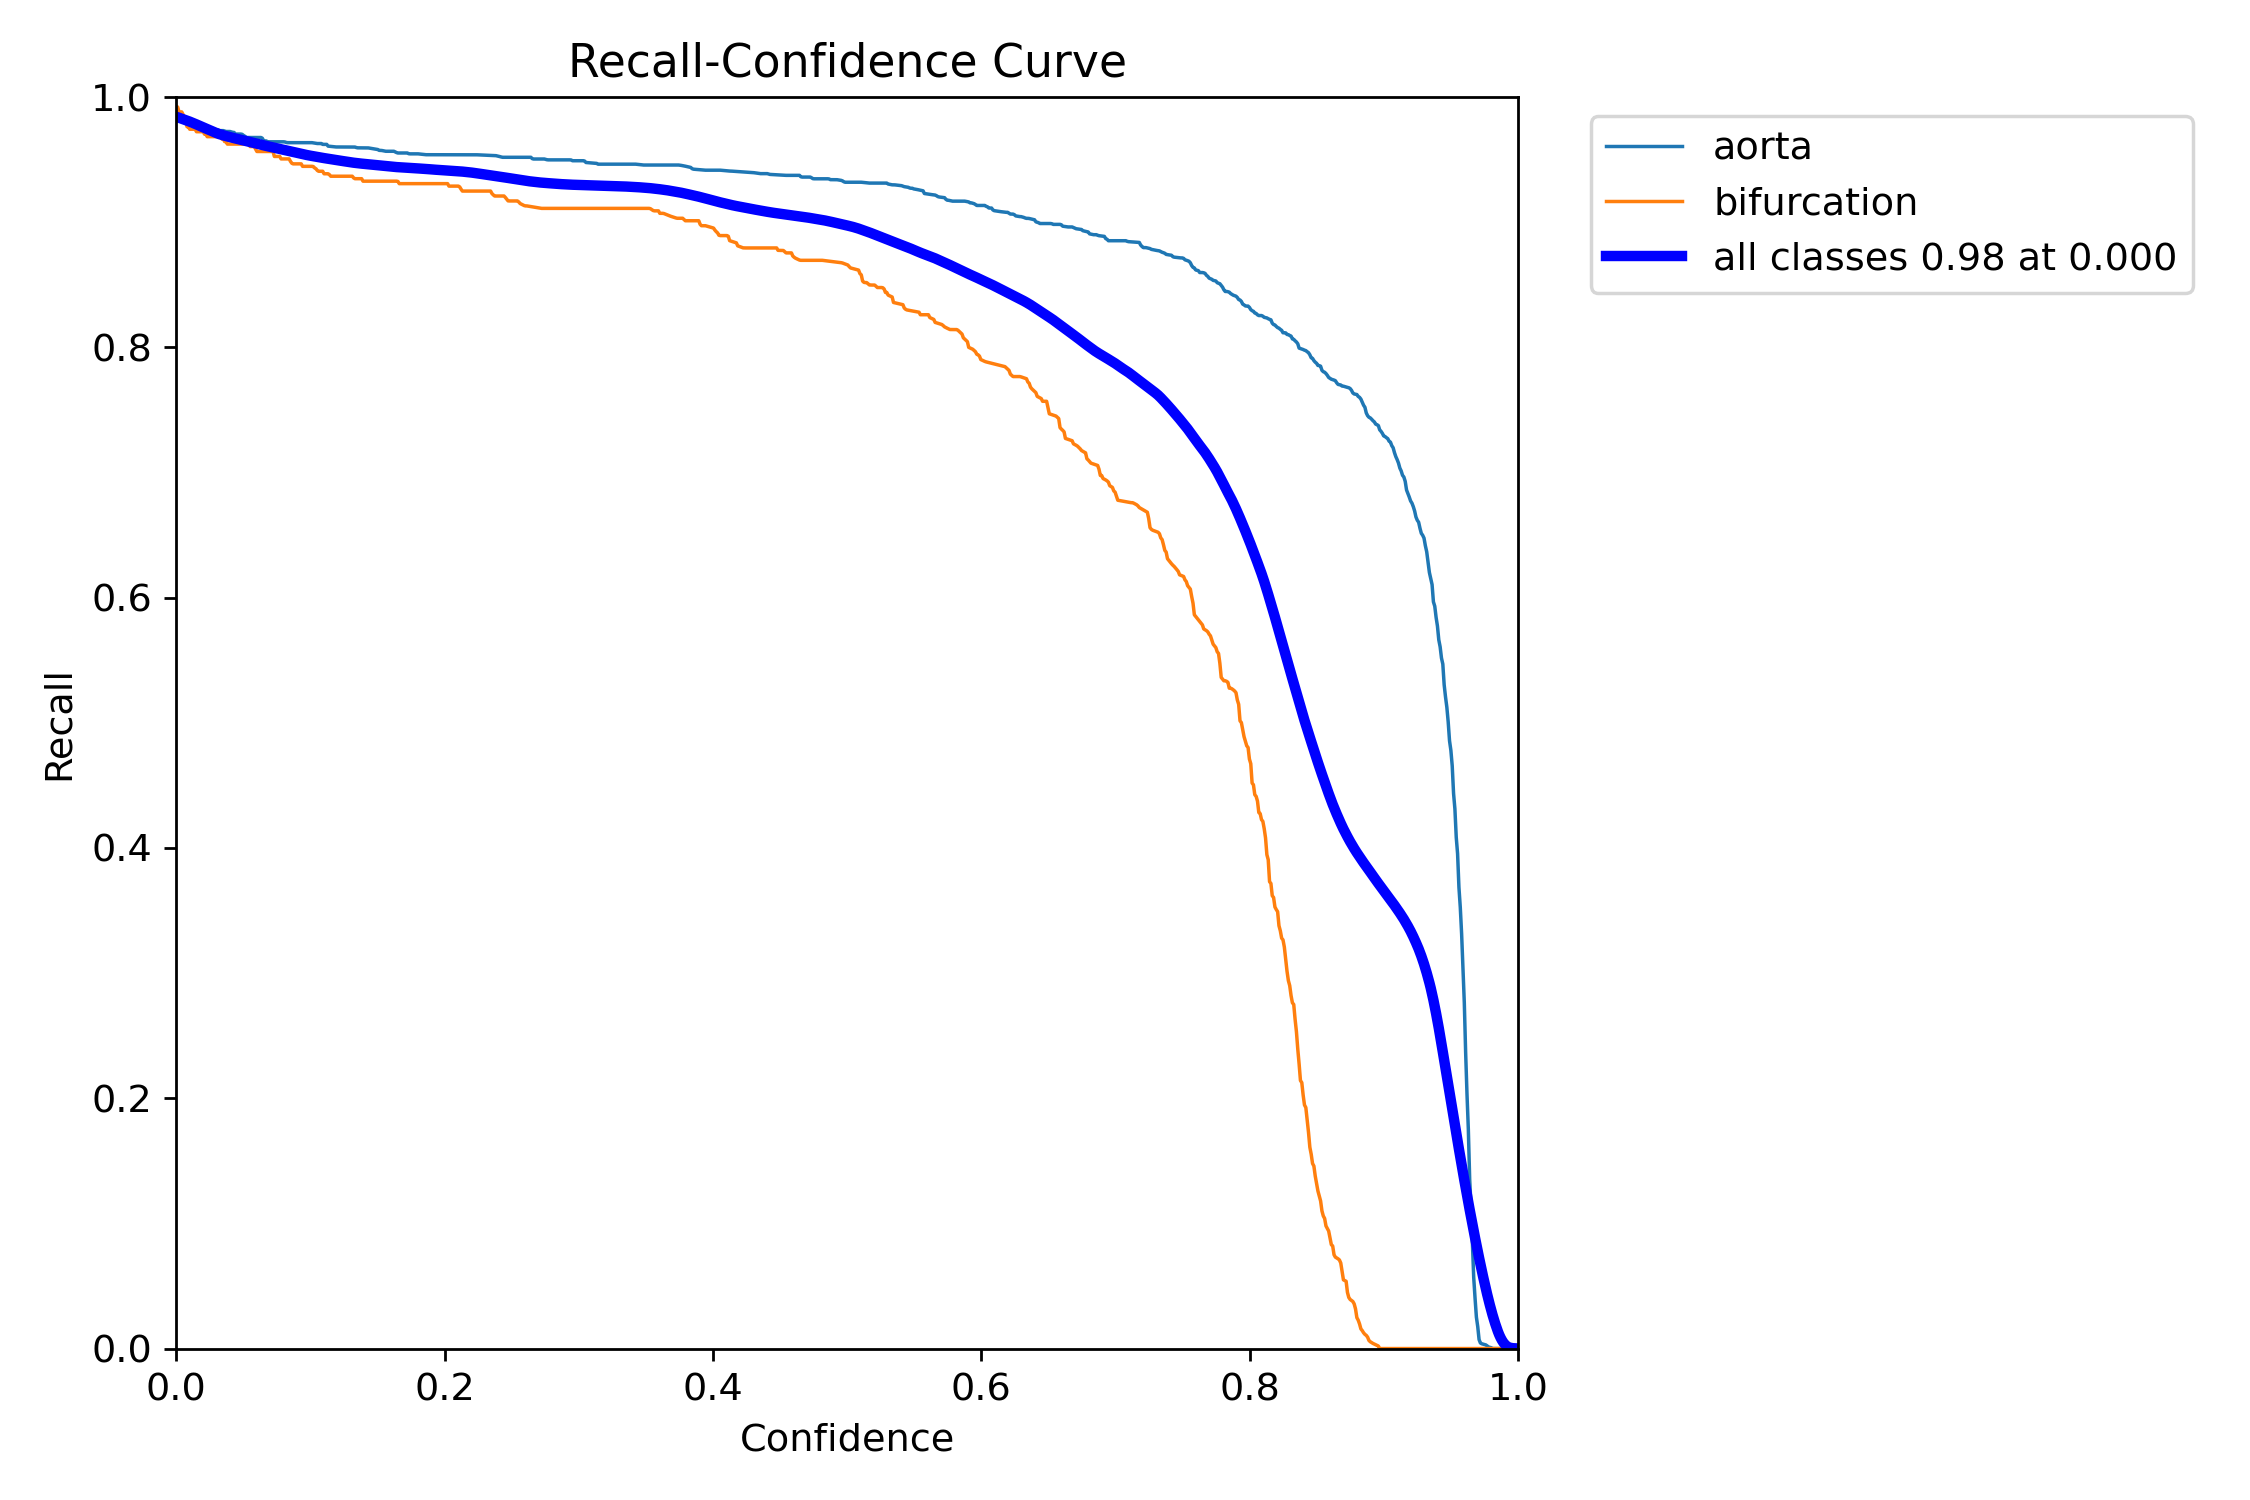 Recall-Confidence Curve
1.0
0.8
0.6
0.4
0.2
0.0
Recall
0.0 0.2 0.4 0.6 0.8 1.0
Confidence
aorta
bifurcation
all classes 0.98 at 0.000